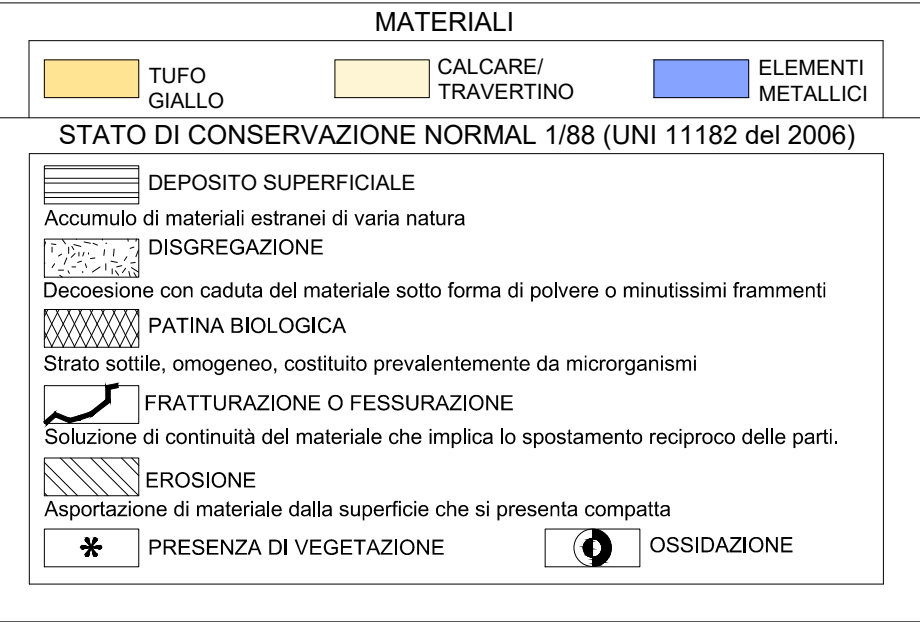 MATERIALI
TUFO
GIALLO
CALCARE/
TRAVERTINO
ELEMENTI
METALLICI
STATO DI CONSERVAZIONE NORMAL 1/88 (UNI 11182 del 2006)
DEPOSITO SUPERFICIALE
Accumulo di materiali estranei di varia natura
DISGREGAZIONE
Decoesione con caduta del materiale sotto forma di polvere o minutissimi frammenti
PATINA BIOLOGICA
Strato sottile, omogeneo, costituito prevalentemente da microrganismi
FRATTURAZIONE O FESSURAZIONE
Soluzione di continuità del materiale che implica lo spostamento reciproco delle parti.
EROSIONE
Asportazione di materiale dalla superficie che si presenta compatta
PRESENZA DI VEGETAZIONE
OSSIDAZIONE